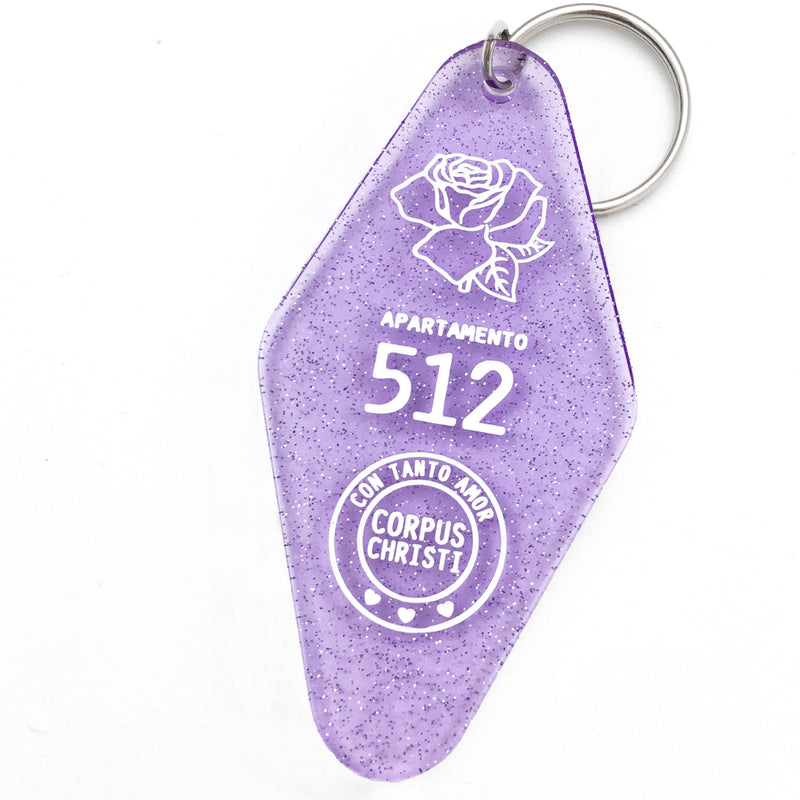 APARTAMENTO
512
CON TANTO AMOR
CORPUS
CHRISTI